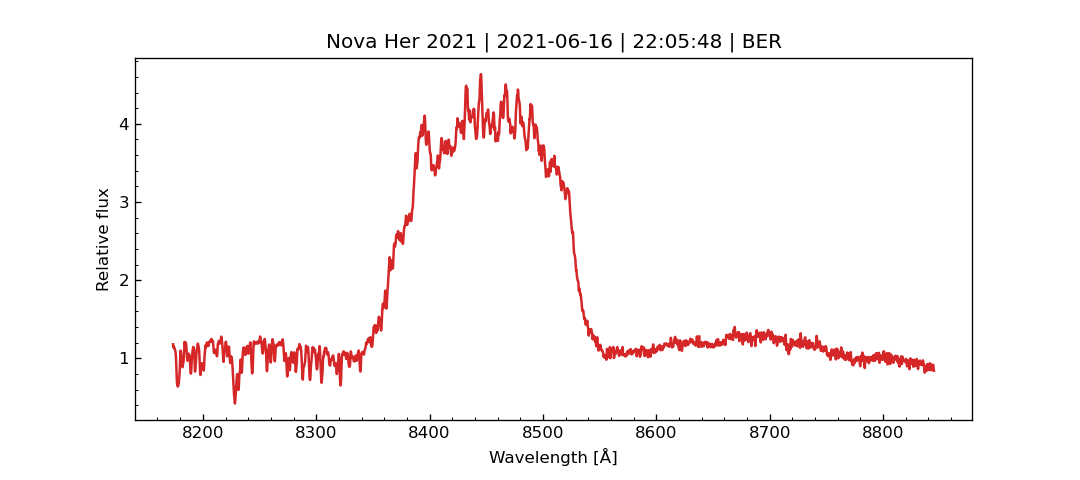 Nova Her 2021 | 2021-06-16 | 22:05:48 | BER
4
3
2
1
Relative flux
8200 8300 8400 8500 8600 8700 8800
Wavelength [Å]